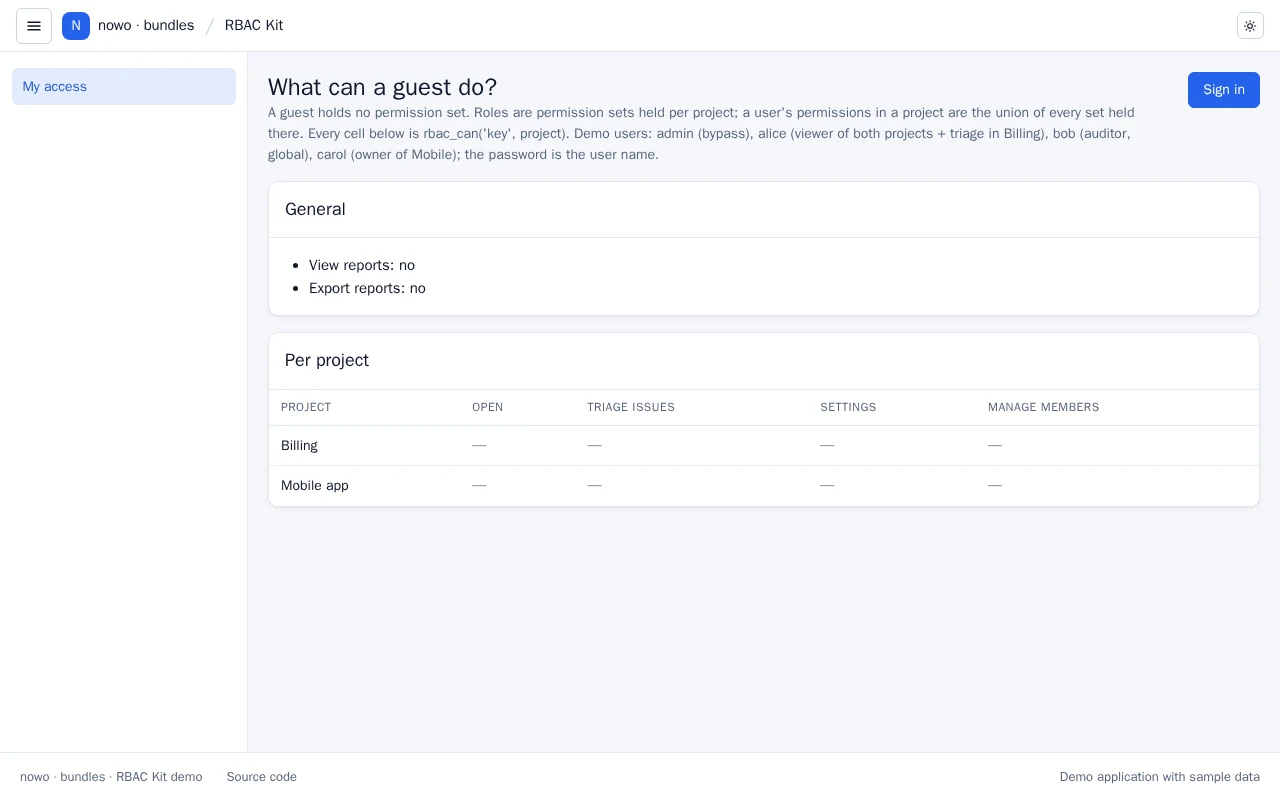 N nowo · bundles / RBAC Kit
My access
What can a guest do?
Sign in
A guest holds no permission set. Roles are permission sets held per project; a user's permissions in a project are the union of every set held
there. Every cell below is rbac_can('key', project). Demo users: admin (bypass), alice (viewer of both projects + triage in Billing), bob (auditor,
global), carol (owner of Mobile); the password is the user name.
General
• View reports: no
• Export reports: no
Per project
PROJECT OPEN TRIAGE ISSUES SETTINGS MANAGE MEMBERS
Billing — — — —
Mobile app — — — —
nowo · bundles · RBAC Kit demo Source code Demo application with sample data